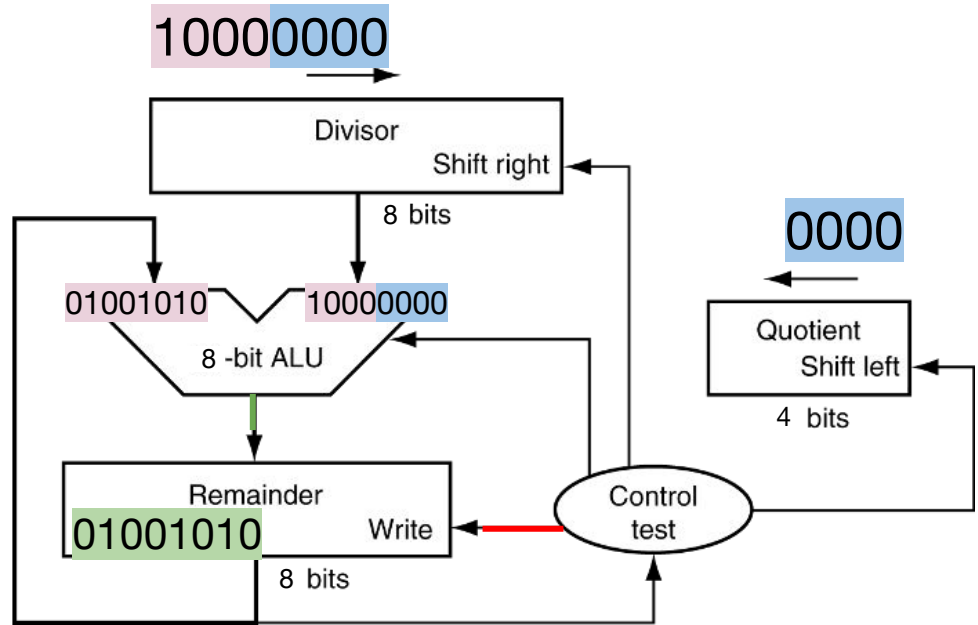 10000000
Divisor
Shift right
8 bits
0000
01001010
10000000
8 -bit ALU
Quotient
Shift left
4 bits
Remainder
01001010
Write
Control
test
8 bits